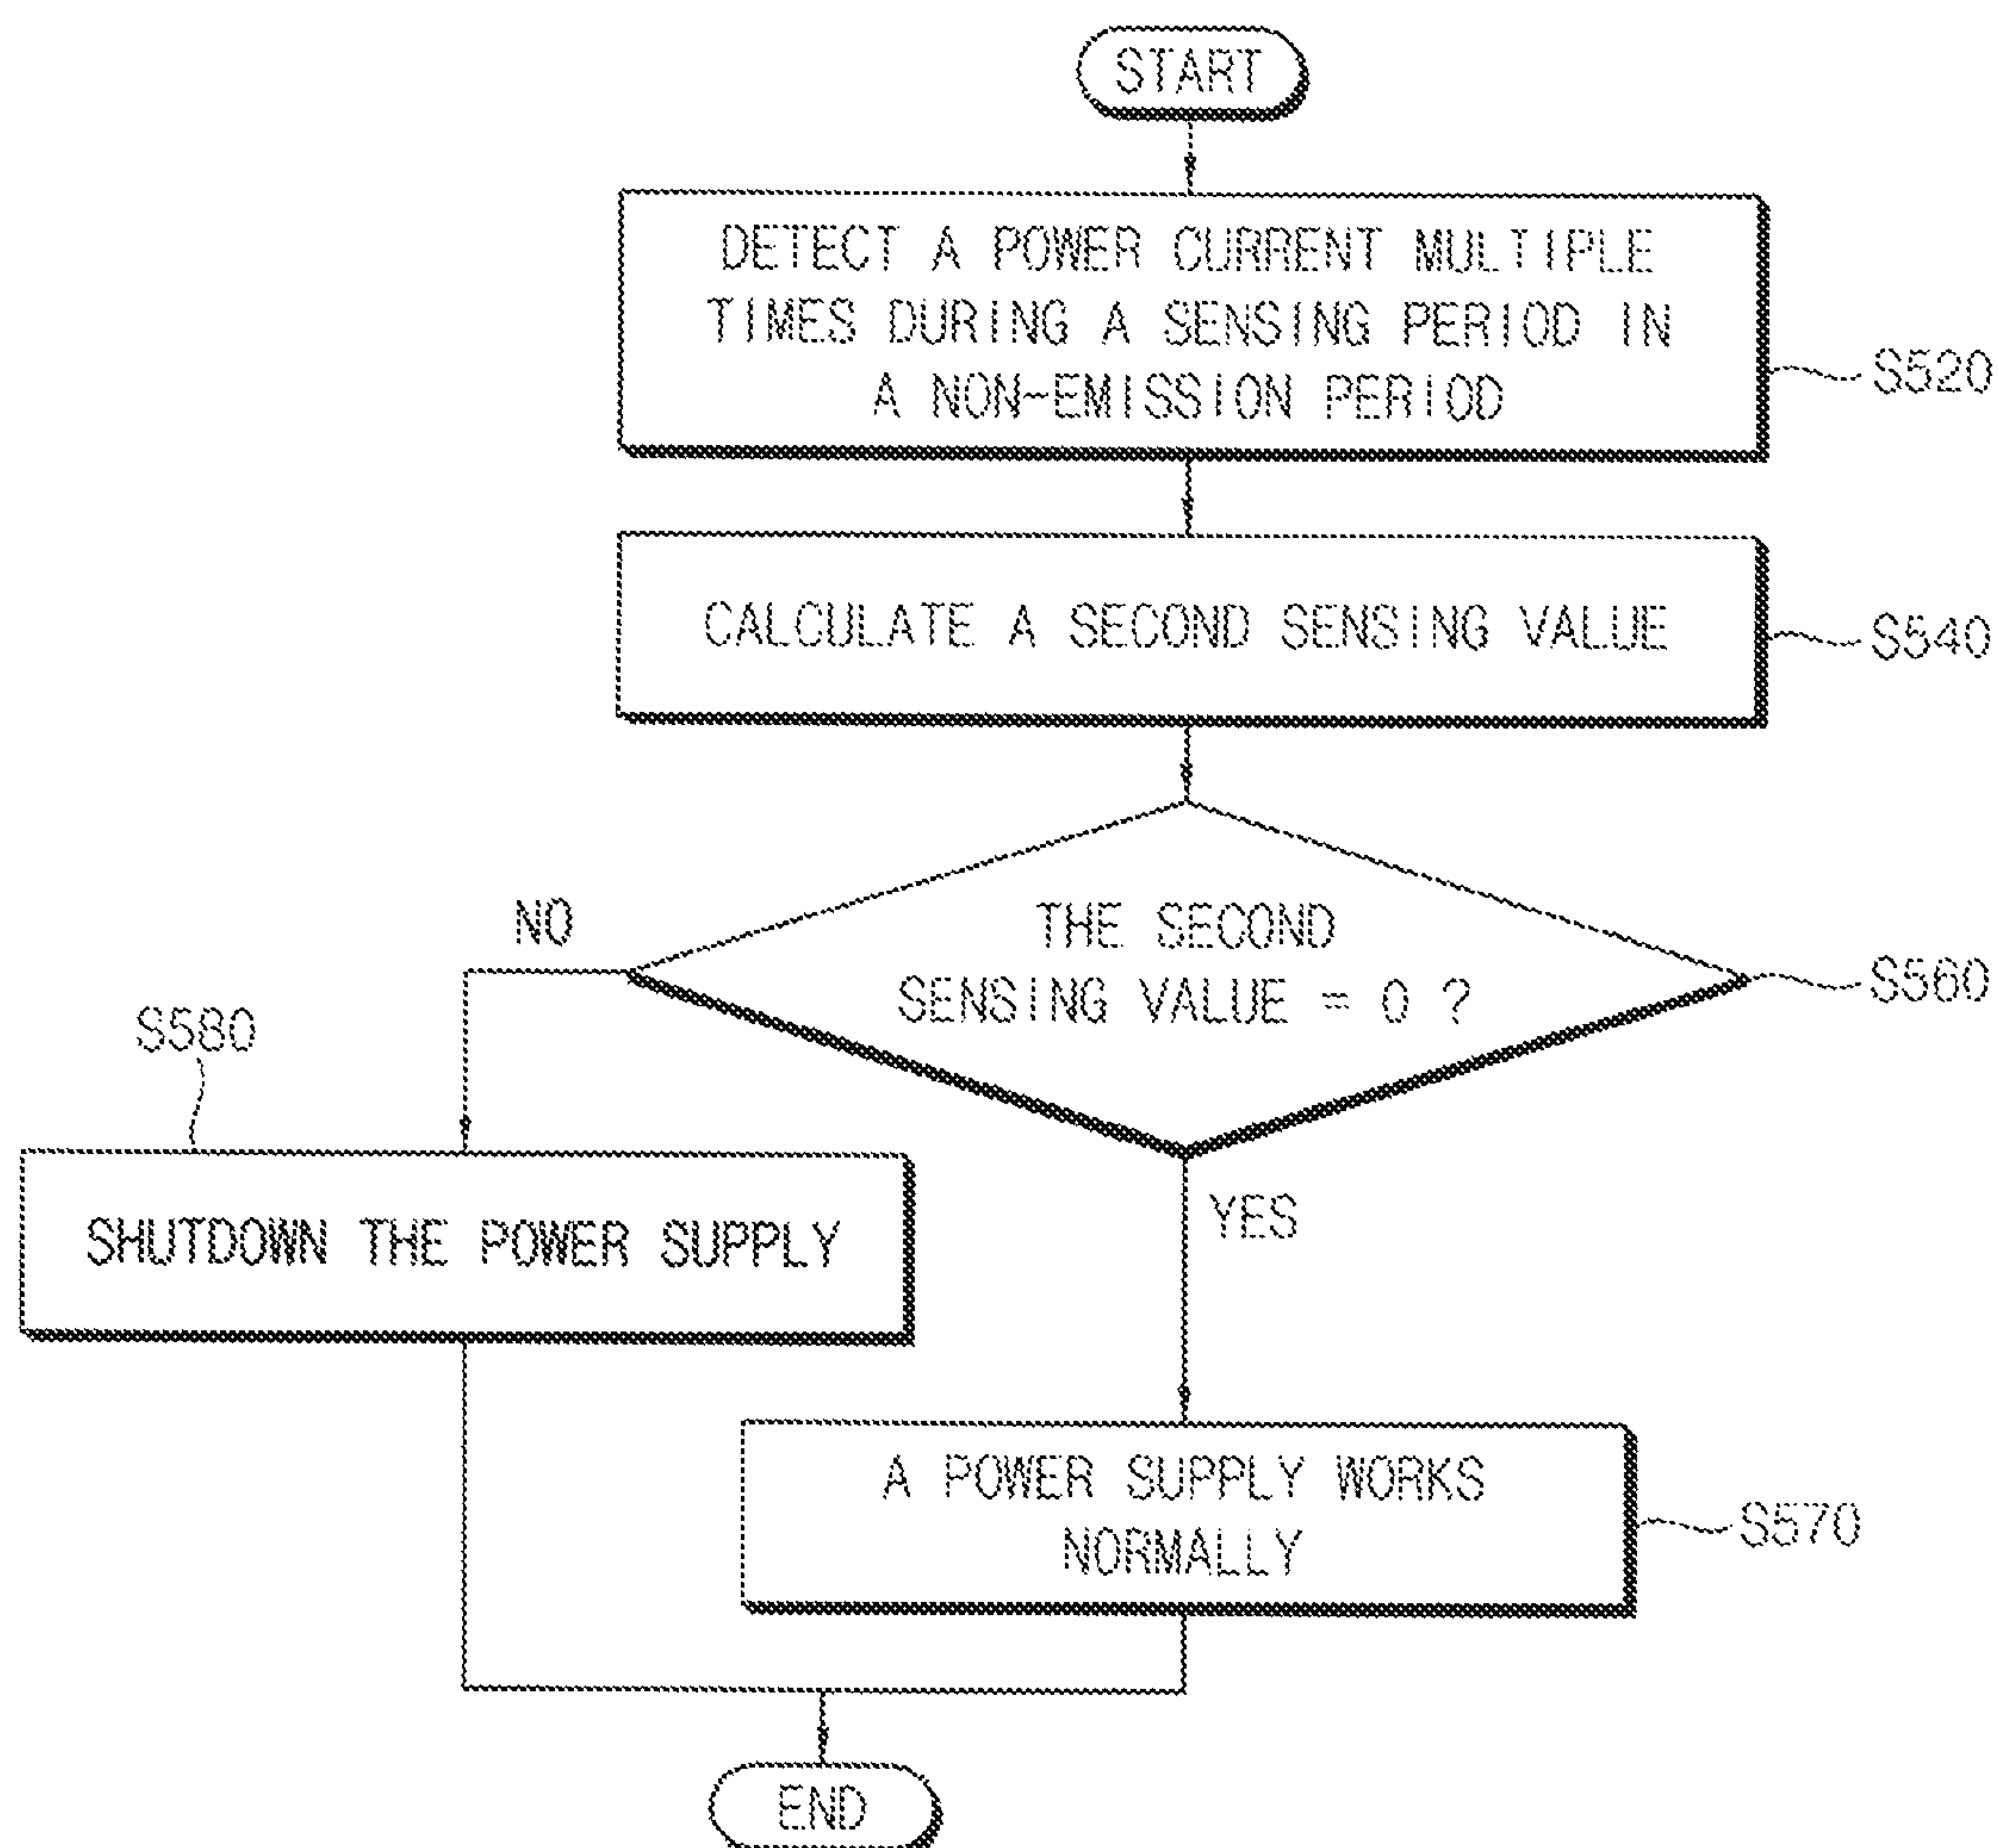 START
DETECT A POWER CURRENT MULTIPLE
TIMES DURING A SENSING PERIOD IN
A NON-EMISSION PERIOD
S520
CALCULATE A SECOND SENSING VALUE
S540
THE SECOND
SENSING VALUE = 0 ?
S560
NO
S580
SHUTDOWN THE POWER SUPPLY
YES
A POWER SUPPLY WORKS
NORMALLY
S570
END